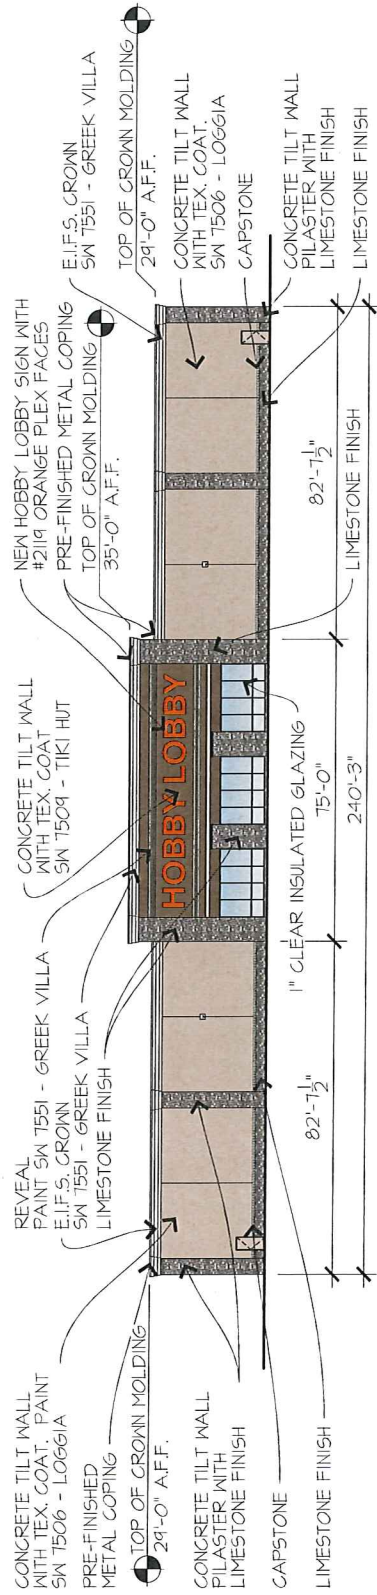 CONCRETE TILT WALL
WITH TEX. COAT. PAINT
SW 7506 - LOGGIA
PRE-FINISHED
METAL COPING
TOP OF CROWN MOLDING
29'-0" A.F.F.
CONCRETE TILT WALL
PILASTER WITH
LIMESTONE FINISH
CAPSTONE
LIMESTONE FINISH
REVEAL
PAINT SW 7551 - GREEK VILLA
E.I.F.S. CROWN
SW 7551 - GREEK VILLA
LIMESTONE FINISH
CONCRETE TILT WALL
WITH TEX. COAT
SW 7509 - TIKI HUT
HOBBY LOBBY
NEW HOBBY LOBBY SIGN WITH
#2119 ORANGE PLEX FACES
PRE-FINISHED METAL COPING
TOP OF CROWN MOLDING
35'-0" A.F.F.
E.I.F.S. CROWN
SW 7551 - GREEK VILLA
TOP OF CROWN MOLDING
29'-0" A.F.F.
CONCRETE TILT WALL
WITH TEX. COAT.
SW 7506 - LOGGIA
CAPSTONE
CONCRETE TILT WALL
PILASTER WITH
LIMESTONE FINISH
LIMESTONE FINISH
LIMESTONE FINISH
1" CLEAR INSULATED GLAZING
82'-7 1/2"
75'-0"
82'-7 1/2"
240'-3"